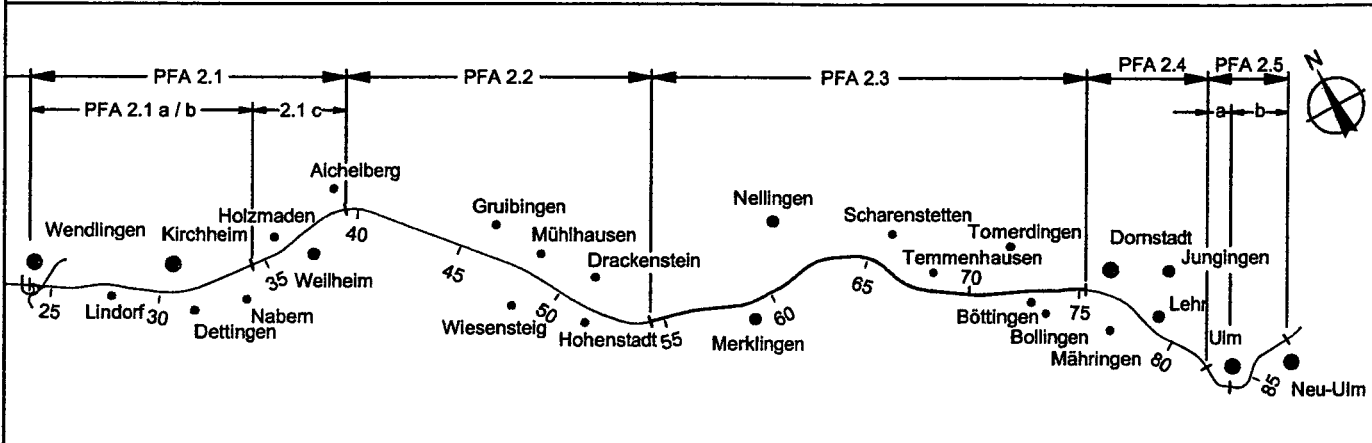 N
PFA 2.1
PFA 2.2
PFA 2.3
PFA 2.4
PFA 2.5
PFA 2.1 a / b
2.1 c
a
b
Aichelberg
Wendlingen
Kirchheim
Holzmaden
Weilheim
Lindorf
Dettingen
Nabern
25
30
35
40
45
50
55
60
65
70
75
80
85
Gruibingen
Mühlhausen
Drackenstein
Wiesensteig
Hohenstadt
Nellingen
Merklingen
Scharenstetten
Temmenhausen
Tomerdingen
Böttingen
Bollingen
Mähringen
Dornstadt
Jungingen
Lehr
Ulm
Neu-Ulm